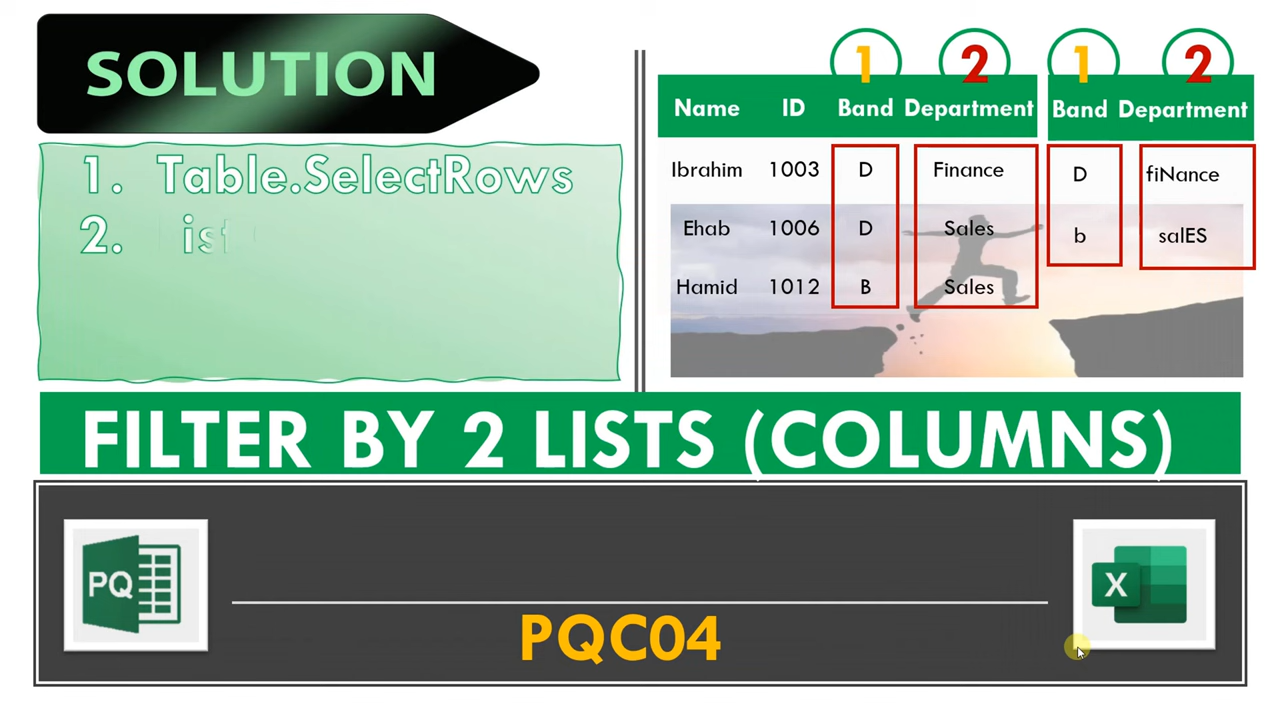 SOLUTION
1. Table.SelectRows
2.
1 2 1 2
Name ID Band Department Band Department
Ibrahim 1003 D Finance D fiNance
Ehab 1006 D Sales b salES
Hamid 1012 B Sales
FILTER BY 2 LISTS (COLUMNS)
PQ
X
PQC04